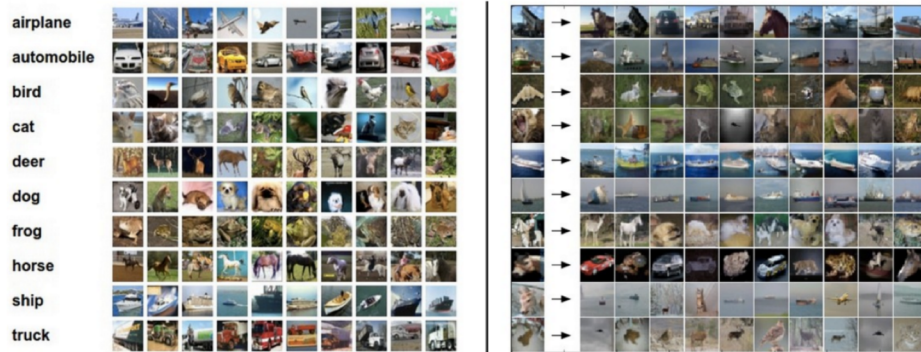 airplane
automobile
bird
cat
deer
dog
frog
horse
ship
truck